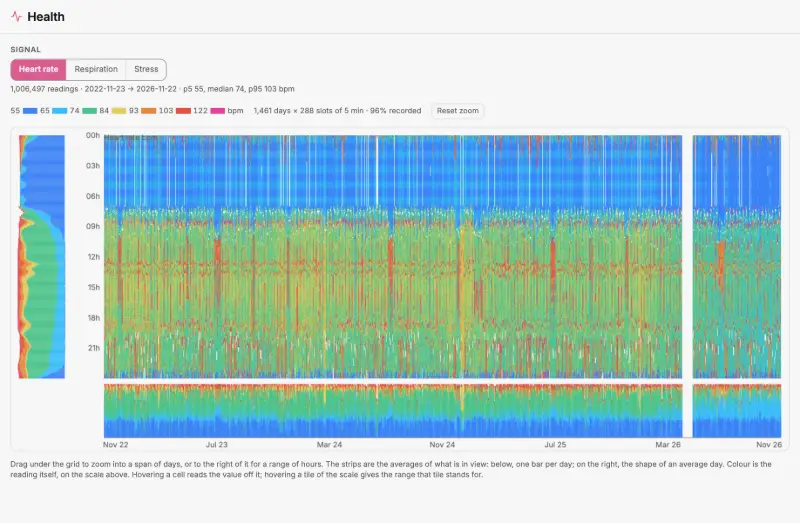 Health
SIGNAL
Heart rate Respiration Stress
1,006,497 readings · 2022-11-23 → 2026-11-22 · p5 55, median 74, p95 103 bpm
55 65 74 84 93 103 122 bpm 1,461 days × 288 slots of 5 min · 96% recorded Reset zoom
00h
03h
06h
09h
12h
15h
18h
21h
Nov 22 Jul 23 Mar 24 Nov 24 Jul 25 Mar 26 Nov 26
Drag under the grid to zoom into a span of days, or to the right of it for a range of hours. The strips are the averages of what is in view: below, one bar per day; on the right, the shape of an average day. Colour is the
reading itself, on the scale above. Hovering a cell reads the value off it; hovering a tile of the scale gives the range that tile stands for.